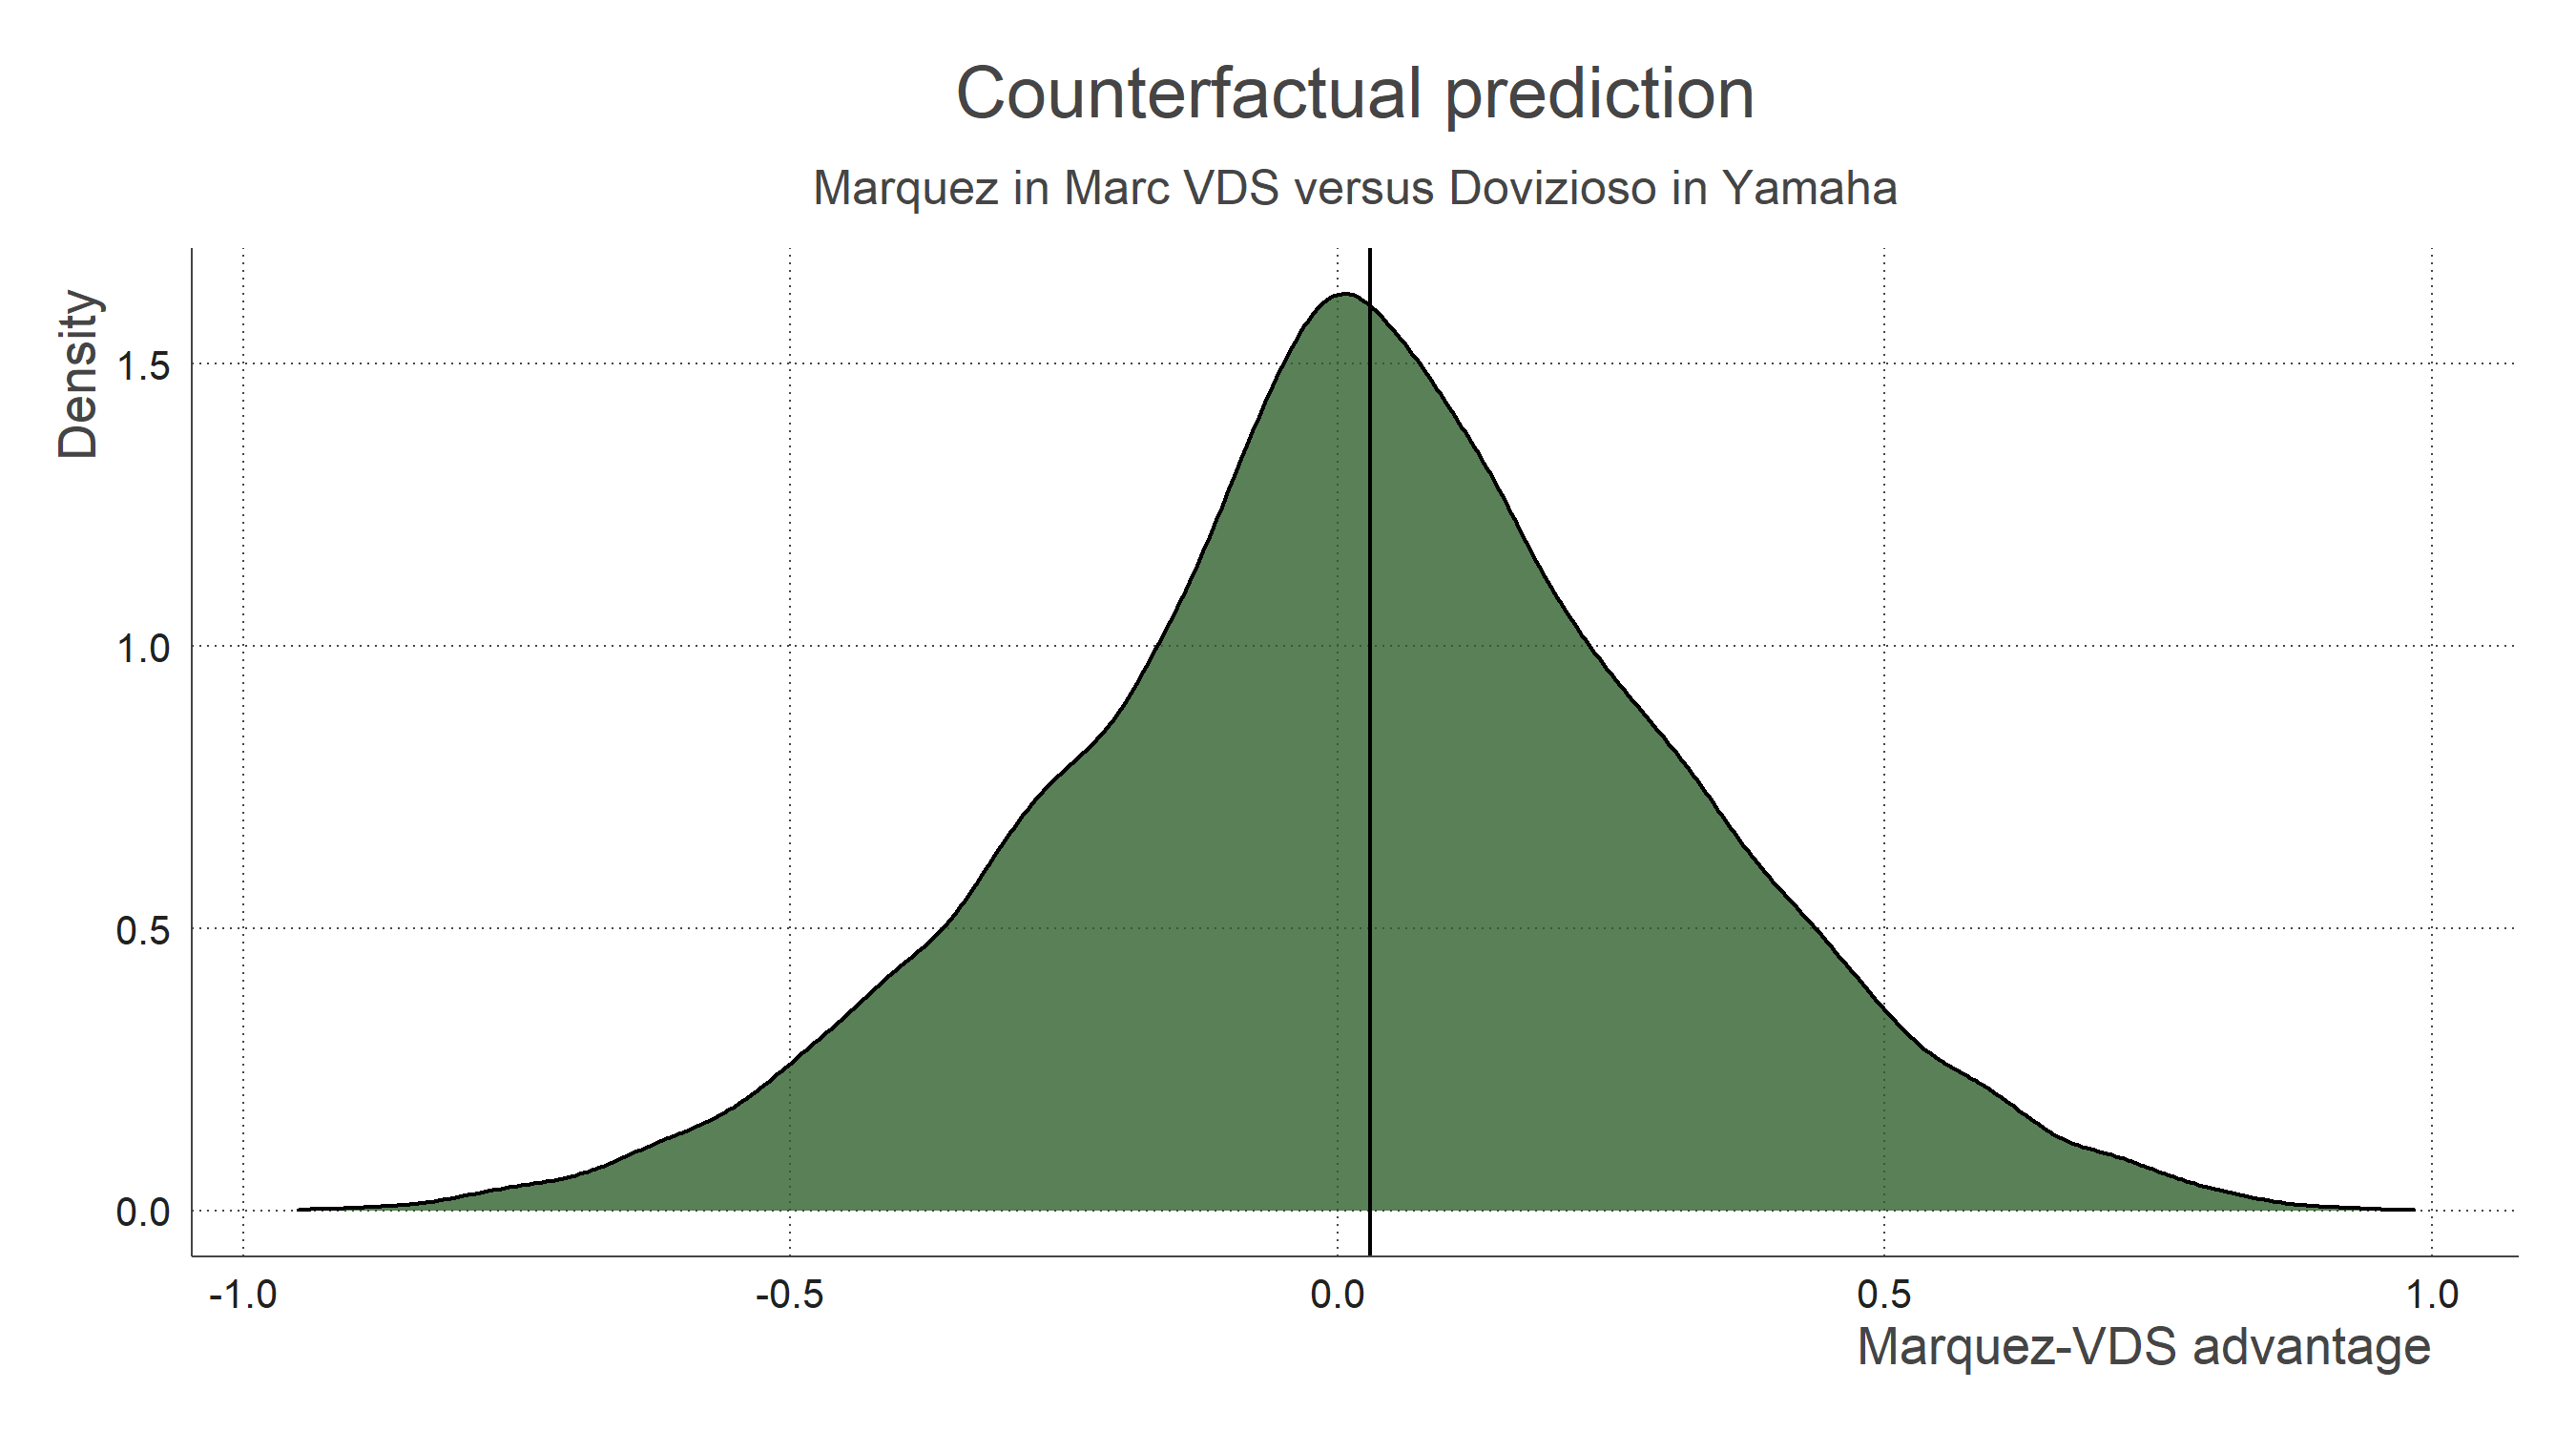 Counterfactual prediction
Marquez in Marc VDS versus Dovizioso in Yamaha
Density
1.5
1.0
0.5
0.0
-1.0
-0.5
0.0
0.5
1.0
Marquez-VDS advantage